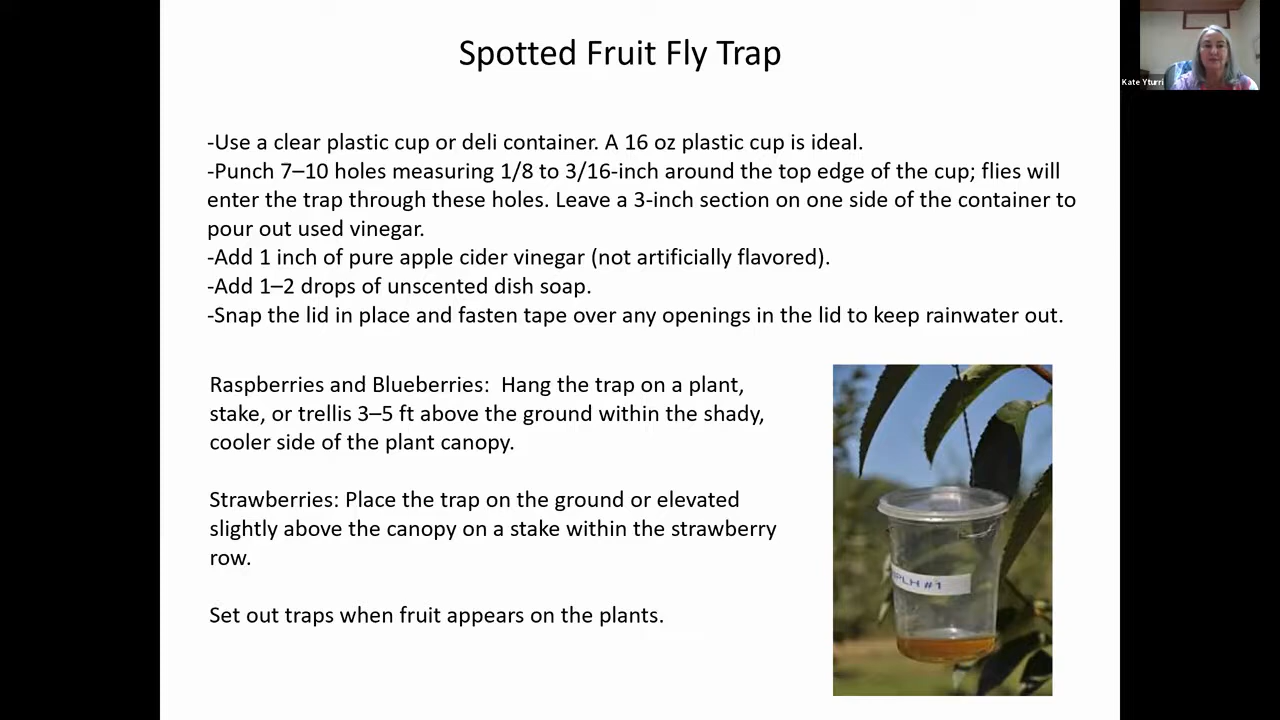 Spotted Fruit Fly Trap
Kate Yturri
-Use a clear plastic cup or deli container. A 16 oz plastic cup is ideal.
-Punch 7–10 holes measuring 1/8 to 3/16-inch around the top edge of the cup; flies will
enter the trap through these holes. Leave a 3-inch section on one side of the container to
pour out used vinegar.
-Add 1 inch of pure apple cider vinegar (not artificially flavored).
-Add 1–2 drops of unscented dish soap.
-Snap the lid in place and fasten tape over any openings in the lid to keep rainwater out.
Raspberries and Blueberries:  Hang the trap on a plant,
stake, or trellis 3–5 ft above the ground within the shady,
cooler side of the plant canopy.
Strawberries: Place the trap on the ground or elevated
slightly above the canopy on a stake within the strawberry
row.
Set out traps when fruit appears on the plants.
PLH #1